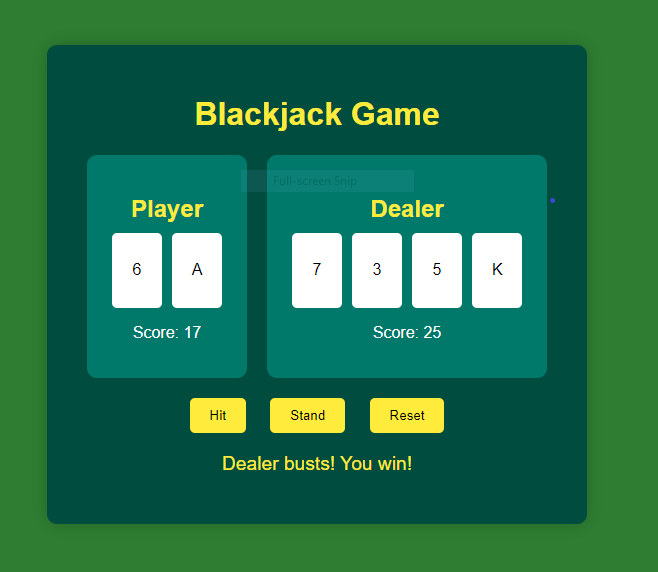 Blackjack Game
Full-screen Snip
Player
Dealer
6 A
7 3 5 K
Score: 17
Score: 25
Hit Stand Reset
Dealer busts! You win!